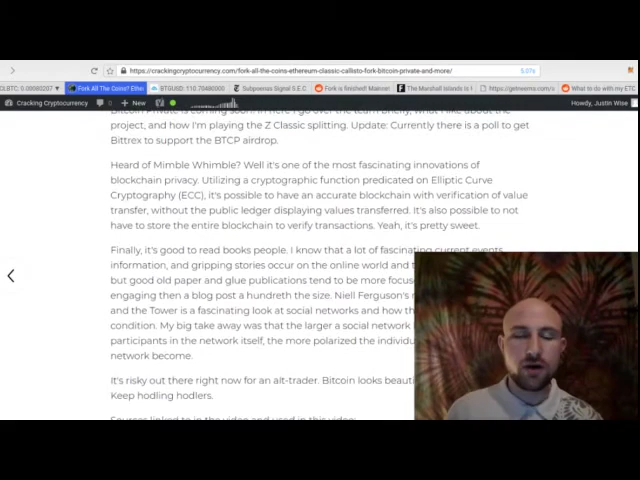 https://crackingcryptocurrency.com/fork-all-the-coins-ethereum-classic-callisto-fork-bitcoin-private-and-more/
5.07s
BTC: 0.00000207
Fork All The Coins? Ether
BTGUSD: 110.70480000
Subpoenas Signal S.E.C
Fork is finished! Mainnet
The Marshall Islands Is
https://getneema.com/s
What to do with my ETC
Cracking Cryptocurrency
0
New
Howdy, Justin Wise
Bitcoin Private is coming soon! In here I go over the team briefly, what I like about the
project, and how I'm playing the Z Classic splitting. Update: Currently there is a poll to get
Bittrex to support the BTCP airdrop.
Heard of Mimble Whimble? Well it's one of the most fascinating innovations of
blockchain privacy. Utilizing a cryptographic function predicated on Elliptic Curve
Cryptography (ECC), it's possible to have an accurate blockchain with verification of value
transfer, without the public ledger displaying values transferred. It's also possible to not
have to store the entire blockchain to verify transactions. Yeah, it's pretty sweet.
Finally, it's good to read books people. I know that a lot of fascinating current events,
information, and gripping stories occur on the online world and
but good old paper and glue publications tend to be more
engaging then a blog post a hundreth the size. Niell Ferguson's
and the Tower is a fascinating look at social networks and how
condition. My big take away was that the larger a social network
participants in the network itself, the more polarized the
network become.
It's risky out there right now for an alt-trader. Bitcoin looks
Keep hodling hodlers.
Sources linked to in the video and used in this video: